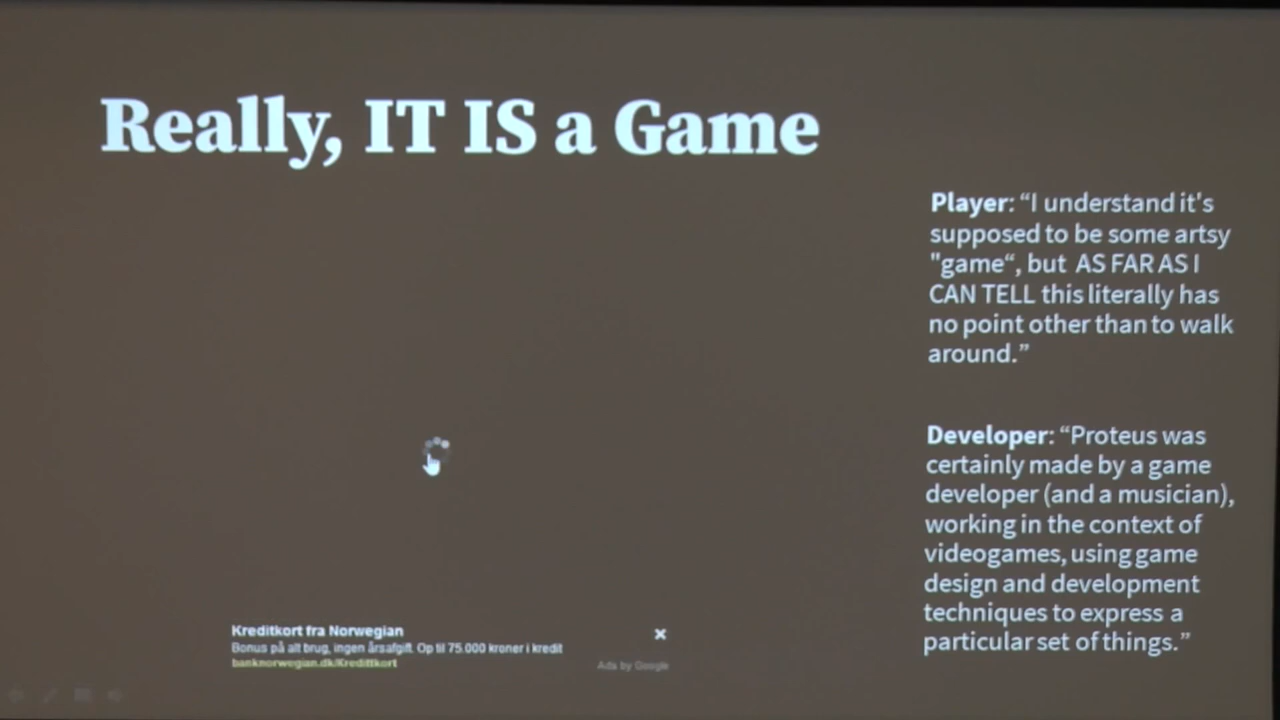 Really, IT IS a Game
Player: “I understand it's
supposed to be some artsy
"game“, but AS FAR AS I
CAN TELL this literally has
no point other than to walk
around.”
Developer: “Proteus was
certainly made by a game
developer (and a musician),
working in the context of
videogames, using game
design and development
techniques to express a
particular set of things.”
Kreditkort fra Norwegian
Bonus på alt brug, ingen årsafgift. Op til 75.000 kroner i kredit
banknorwegian.dk/Kreditkort
Ads by Google